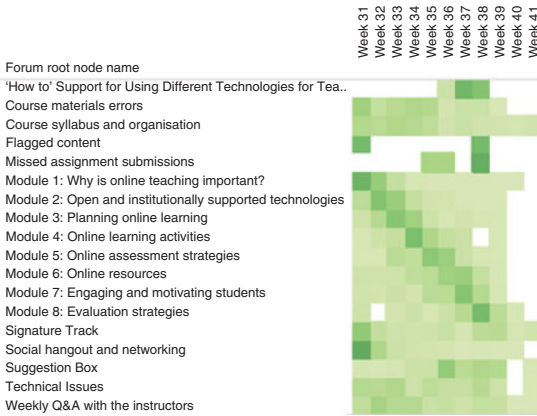 Week 31
Week 32
Week 33
Week 34
Week 35
Week 36
Week 37
Week 38
Week 39
Week 40
Week 41
Forum root node name
‘How to’ Support for Using Different Technologies for Tea..
Course materials errors
Course syllabus and organisation
Flagged content
Missed assignment submissions
Module 1: Why is online teaching important?
Module 2: Open and institutionally supported technologies
Module 3: Planning online learning
Module 4: Online learning activities
Module 5: Online assessment strategies
Module 6: Online resources
Module 7: Engaging and motivating students
Module 8: Evaluation strategies
Signature Track
Social hangout and networking
Suggestion Box
Technical Issues
Weekly Q&A with the instructors